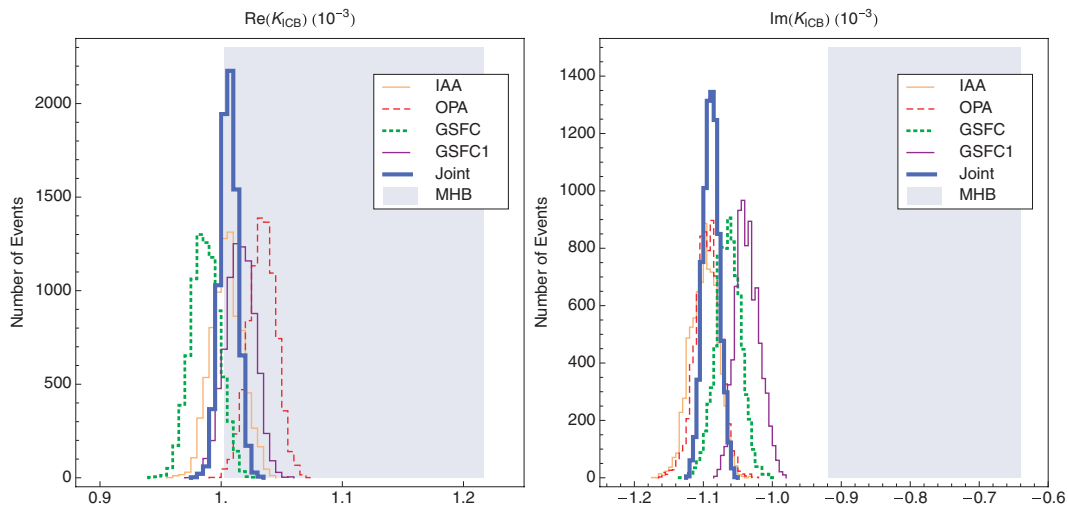 Re(K_ICB) (10⁻³)
Number of Events
2000
1500
1000
500
0
0.9
1.0
1.1
1.2
IAA
OPA
GSFC
GSFC1
Joint
MHB
Im(K_ICB) (10⁻³)
Number of Events
1400
1200
1000
800
600
400
200
0
−1.2
−1.1
−1.0
−0.9
−0.8
−0.7
−0.6
IAA
OPA
GSFC
GSFC1
Joint
MHB